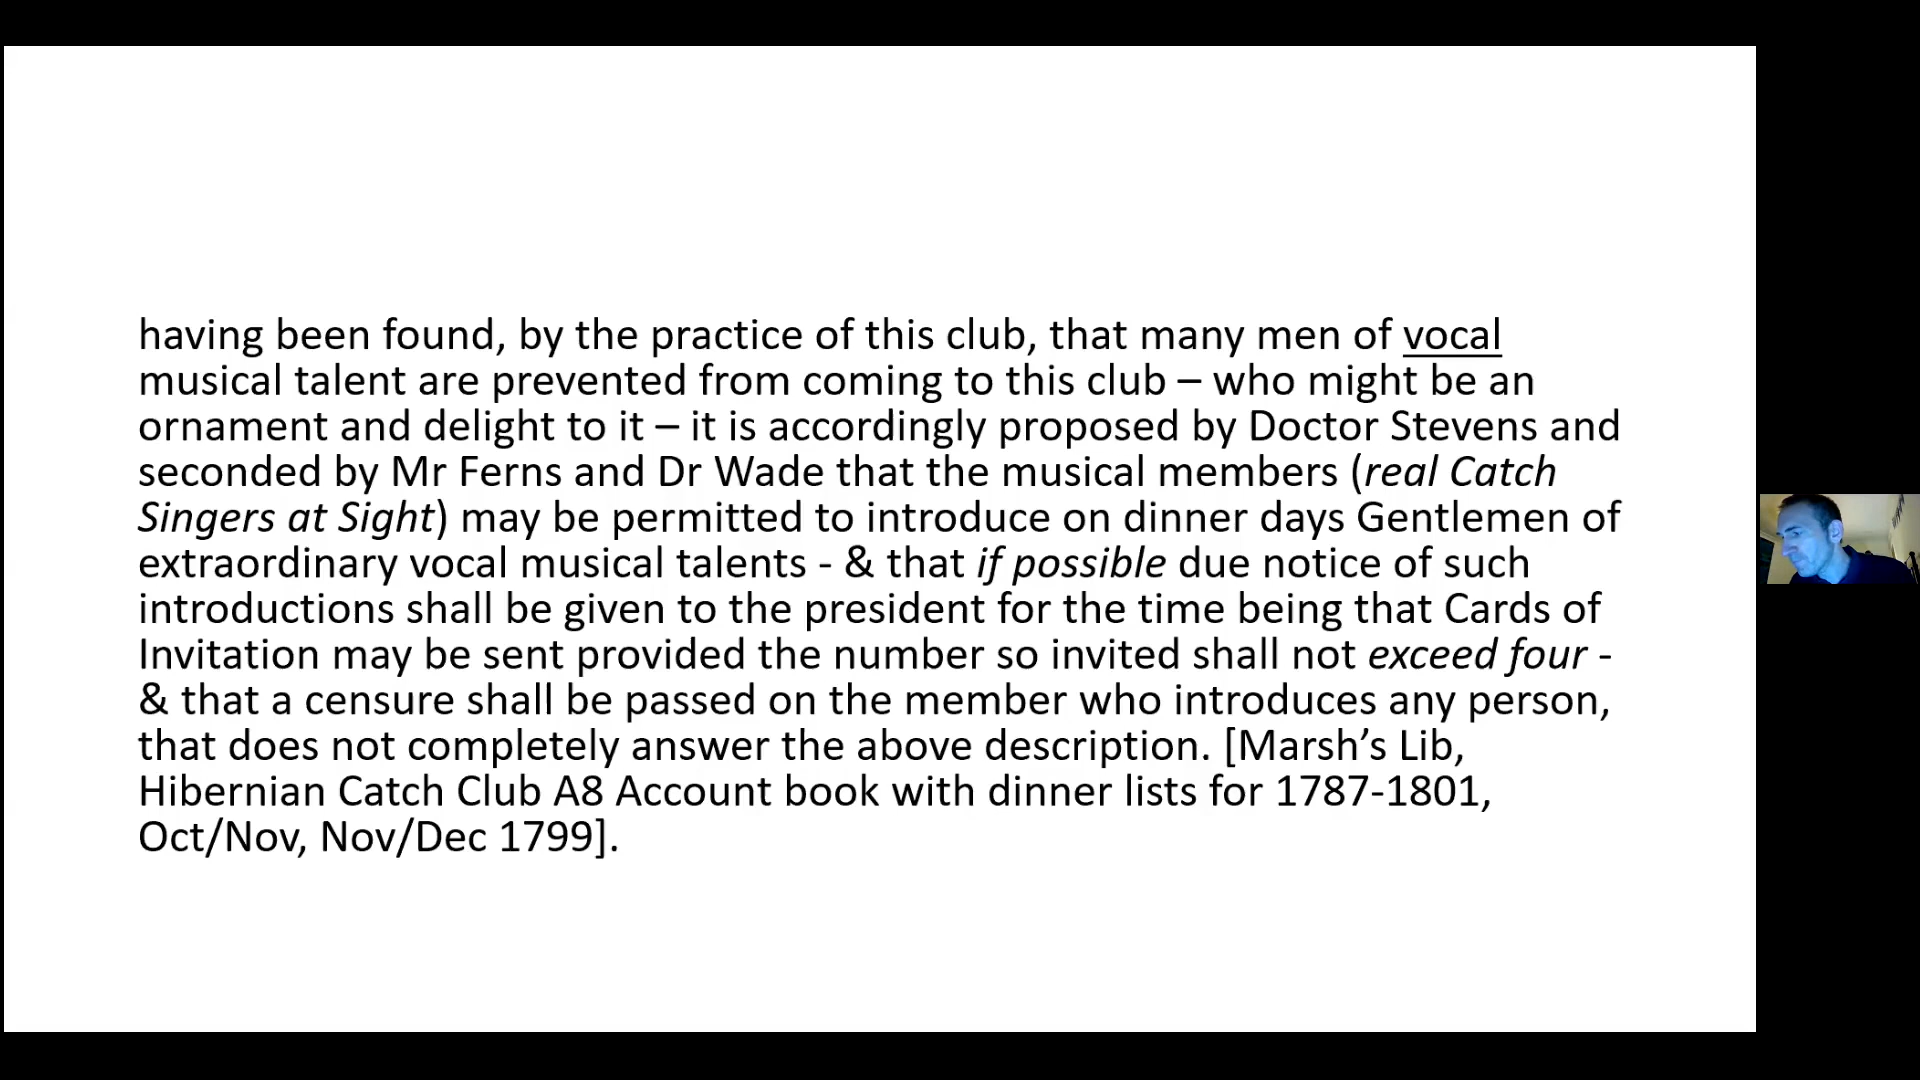 having been found, by the practice of this club, that many men of vocal
musical talent are prevented from coming to this club – who might be an
ornament and delight to it – it is accordingly proposed by Doctor Stevens and
seconded by Mr Ferns and Dr Wade that the musical members (real Catch
Singers at Sight) may be permitted to introduce on dinner days Gentlemen of
extraordinary vocal musical talents - & that if possible due notice of such
introductions shall be given to the president for the time being that Cards of
Invitation may be sent provided the number so invited shall not exceed four -
& that a censure shall be passed on the member who introduces any person,
that does not completely answer the above description. [Marsh’s Lib,
Hibernian Catch Club A8 Account book with dinner lists for 1787-1801,
Oct/Nov, Nov/Dec 1799].